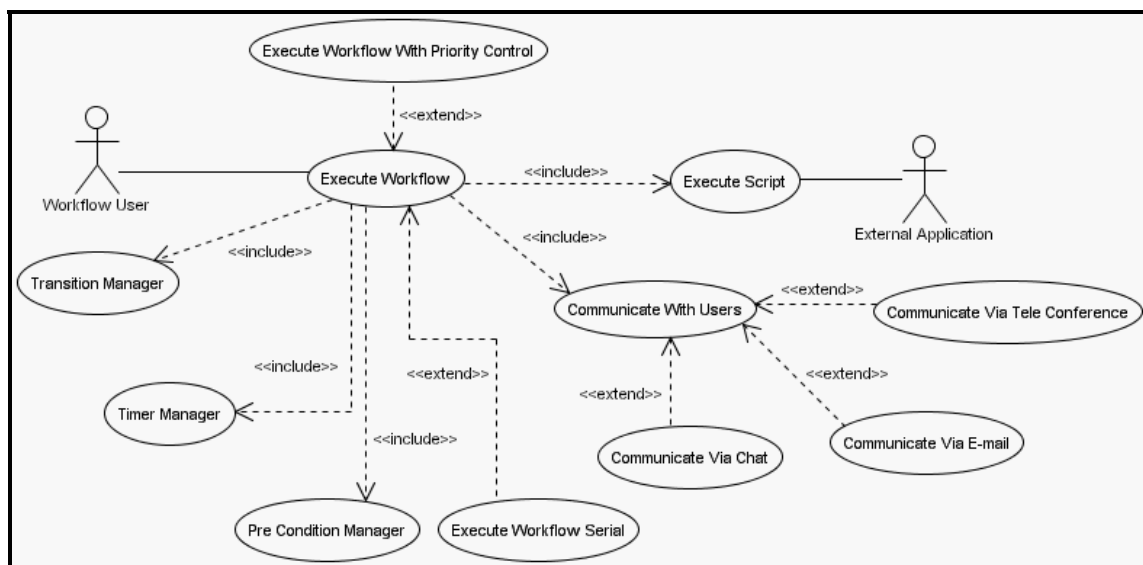 Execute Workflow With Priority Control
<<extend>>
Execute Workflow
<<include>>
Execute Script
Workflow User
External Application
<<include>>
<<include>>
Transition Manager
<<extend>>
Communicate With Users
Communicate Via Tele Conference
<<include>>
<<extend>>
<<extend>>
<<extend>>
Timer Manager
<<include>>
Communicate Via Chat
Communicate Via E-mail
Pre Condition Manager
Execute Workflow Serial